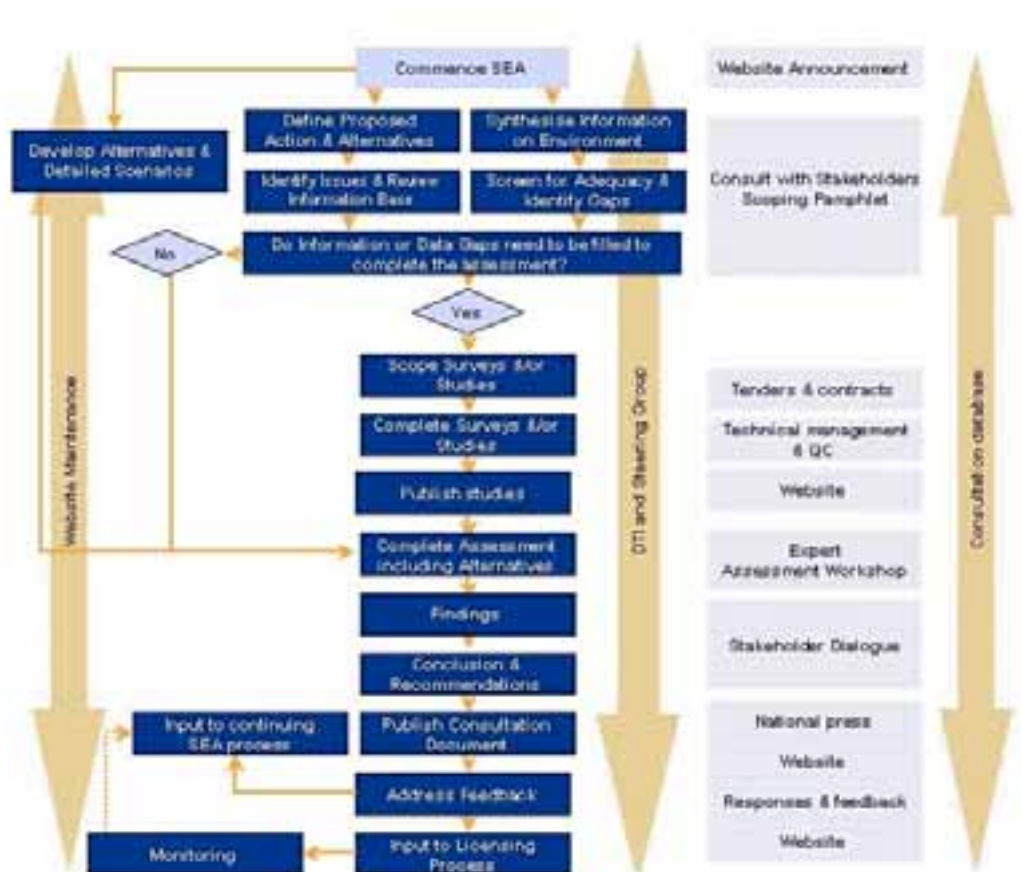 Commence SEA
Website Announcement
Develop Alternatives &
Detailed Scenarios
Define Proposed
Action & Alternatives
Synthesise Information
on Environment
Identify Issues & Review
Information Base
Screen for Adequacy &
Identify Gaps
Consult with Stakeholders
Scoping Pamphlet
No
Do Information or Data Gaps need to be filled to
complete the assessment?
Yes
Scope Surveys &/or
Studies
Tenders & contracts
Complete Surveys &/or
Studies
Technical management
& QC
Publish studies
Website
Complete Assessment
including Alternatives
Expert
Assessment Workshop
Findings
Stakeholder Dialogue
Conclusion &
Recommendations
Input to continuing
SEA process
Publish Consultation
Document
National press
Website
Address Feedback
Responses & feedback
Monitoring
Input to Licensing
Process
Website
Website Maintenance
DTI and Steering Group
Consultation database